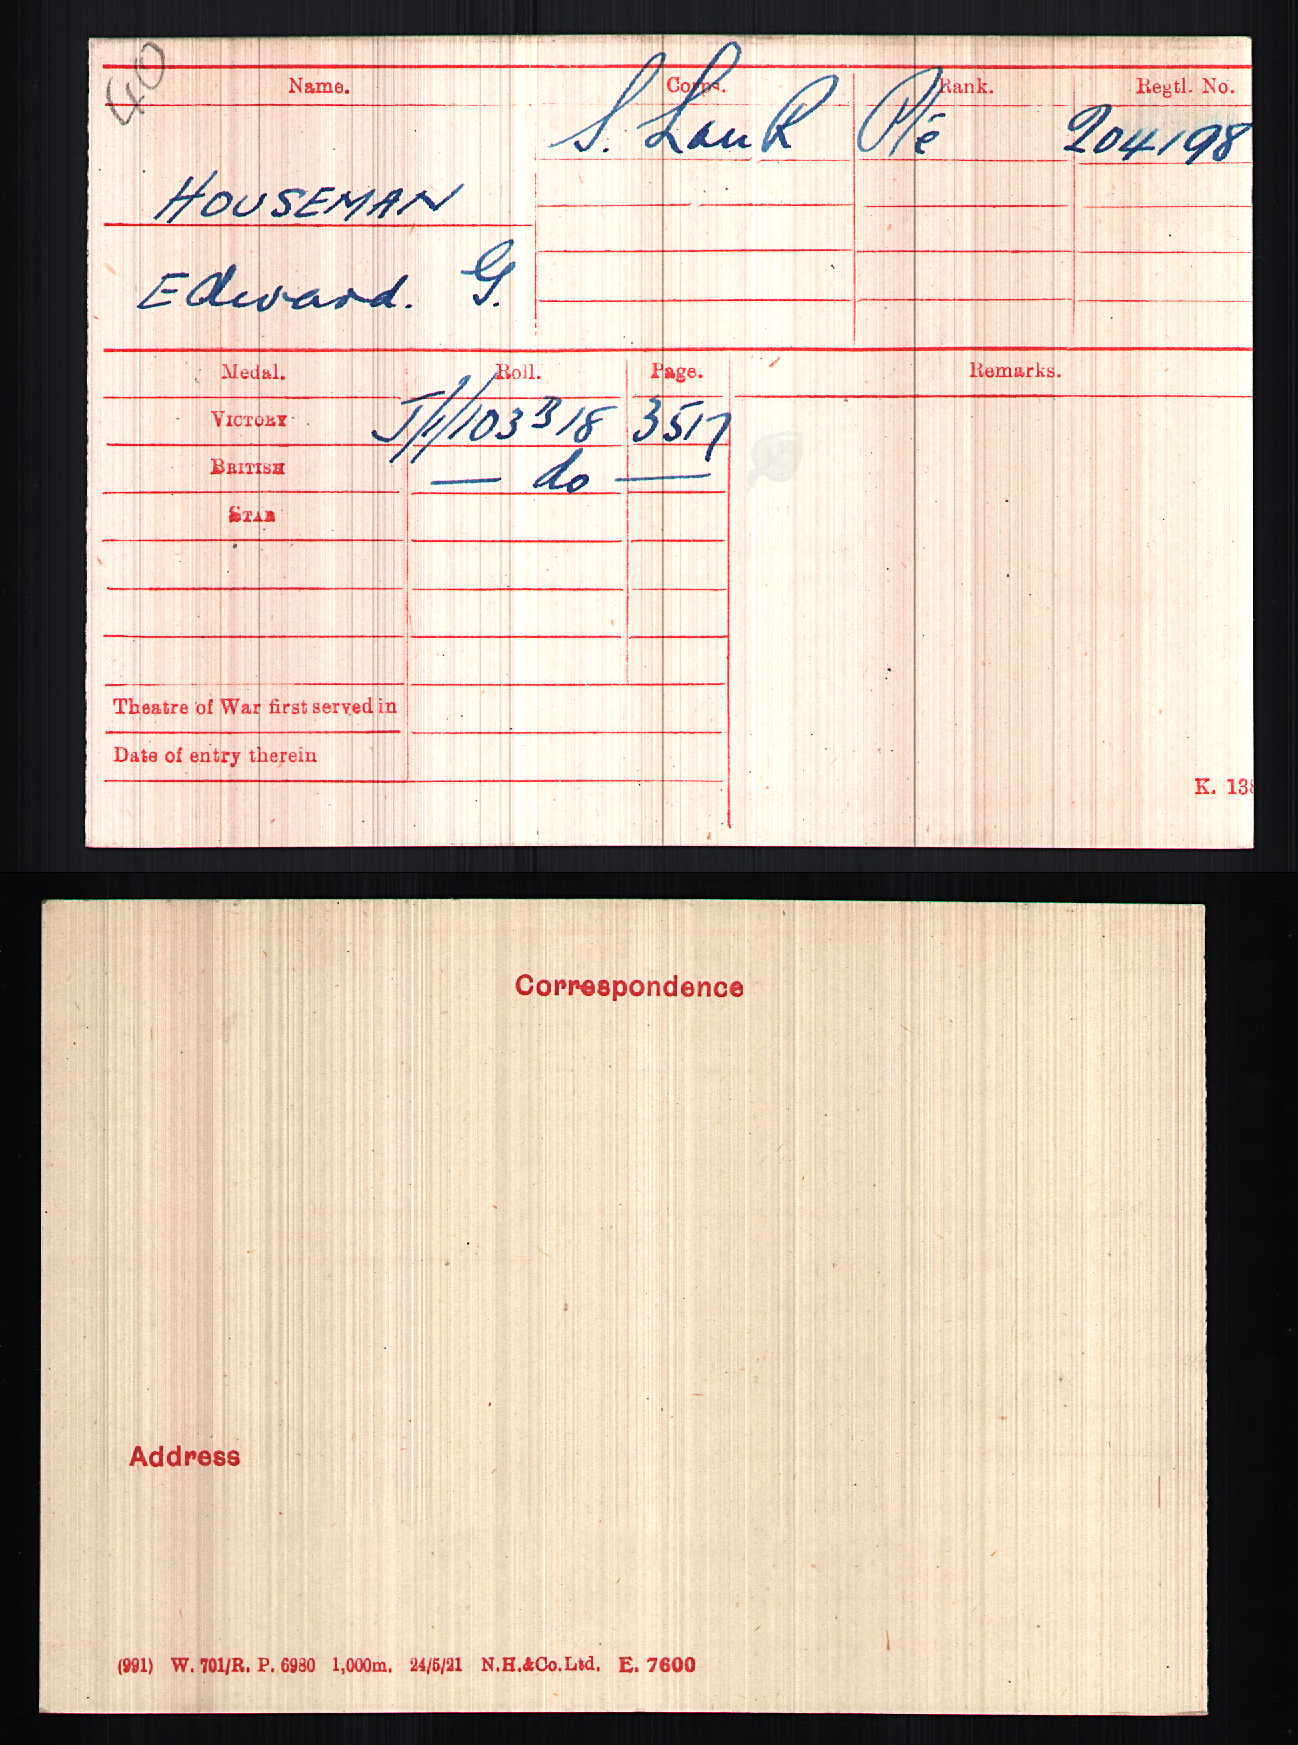 40
Name. Corps. Rank. Regtl. No.
S. Lan R Pte 204198
HOUSEMAN
Edward. G.
Medal. Roll. Page. Remarks.
VICTORY J/1/103 B18 3517
BRITISH — do —
STAR
Theatre of War first served in
Date of entry therein
K. 138
Correspondence
Address
(991) W. 701/R. P. 6980 1,000m. 24/5/21 N.H.&Co.Ltd. E. 7600